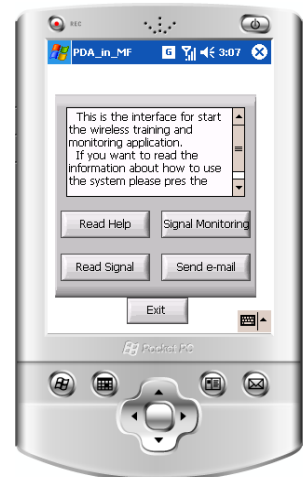 REC
PDA_in_MF G 3:07
This is the interface for start
the wireless training and
monitoring application.
If you want to read the
information about how to use
the system please pres the
Read Help Signal Monitoring
Read Signal Send e-mail
Exit
Pocket PC